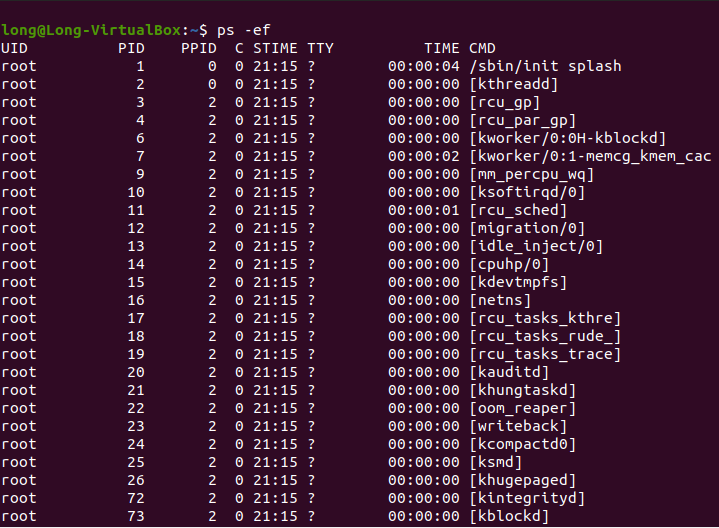 long@Long-VirtualBox:~$ ps -ef
UID          PID    PPID  C STIME TTY          TIME CMD
root           1       0  0 21:15 ?        00:00:04 /sbin/init splash
root           2       0  0 21:15 ?        00:00:00 [kthreadd]
root           3       2  0 21:15 ?        00:00:00 [rcu_gp]
root           4       2  0 21:15 ?        00:00:00 [rcu_par_gp]
root           6       2  0 21:15 ?        00:00:00 [kworker/0:0H-kblockd]
root           7       2  0 21:15 ?        00:00:02 [kworker/0:1-memcg_kmem_cac
root           9       2  0 21:15 ?        00:00:00 [mm_percpu_wq]
root          10       2  0 21:15 ?        00:00:00 [ksoftirqd/0]
root          11       2  0 21:15 ?        00:00:01 [rcu_sched]
root          12       2  0 21:15 ?        00:00:00 [migration/0]
root          13       2  0 21:15 ?        00:00:00 [idle_inject/0]
root          14       2  0 21:15 ?        00:00:00 [cpuhp/0]
root          15       2  0 21:15 ?        00:00:00 [kdevtmpfs]
root          16       2  0 21:15 ?        00:00:00 [netns]
root          17       2  0 21:15 ?        00:00:00 [rcu_tasks_kthre]
root          18       2  0 21:15 ?        00:00:00 [rcu_tasks_rude_]
root          19       2  0 21:15 ?        00:00:00 [rcu_tasks_trace]
root          20       2  0 21:15 ?        00:00:00 [kauditd]
root          21       2  0 21:15 ?        00:00:00 [khungtaskd]
root          22       2  0 21:15 ?        00:00:00 [oom_reaper]
root          23       2  0 21:15 ?        00:00:00 [writeback]
root          24       2  0 21:15 ?        00:00:00 [kcompactd0]
root          25       2  0 21:15 ?        00:00:00 [ksmd]
root          26       2  0 21:15 ?        00:00:00 [khugepaged]
root          72       2  0 21:15 ?        00:00:00 [kintegrityd]
root          73       2  0 21:15 ?        00:00:00 [kblockd]